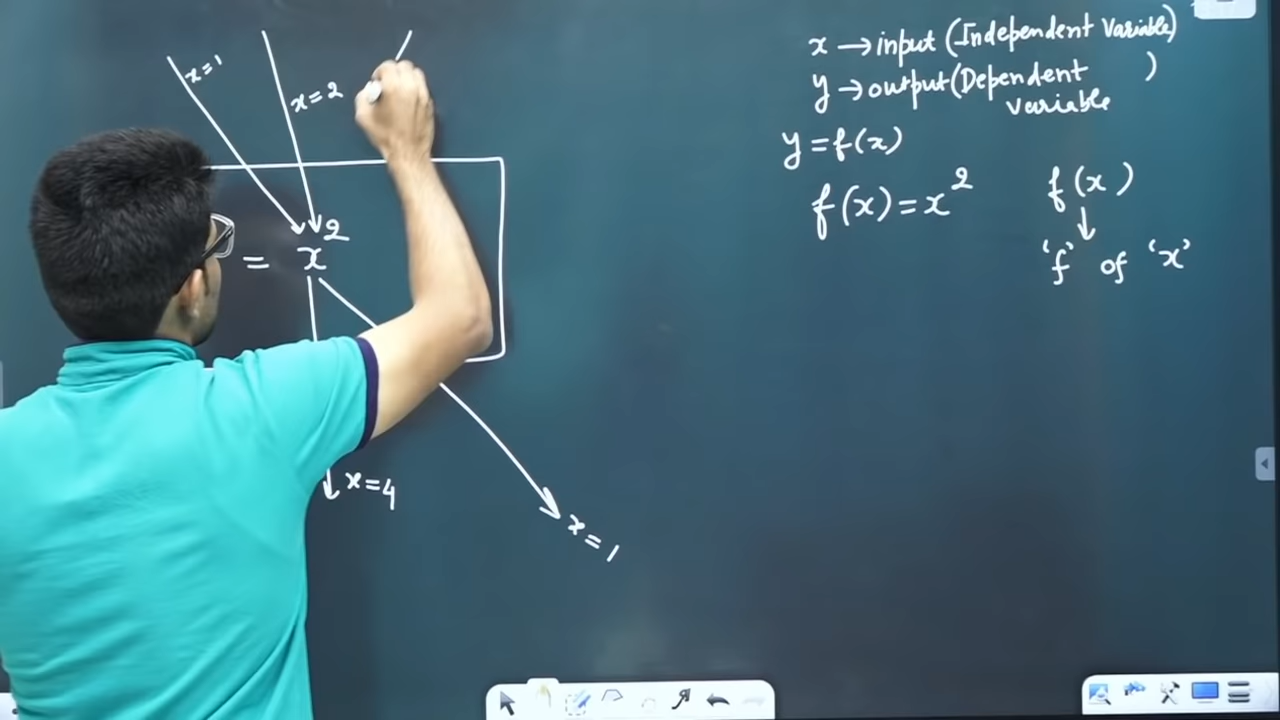 x=1
x=2
= x²
x=4
x=1
x → input (Independent Variable)
y → output (Dependent variable)
y = f(x)
f(x) = x²
f(x)
↓
'f' of 'x'